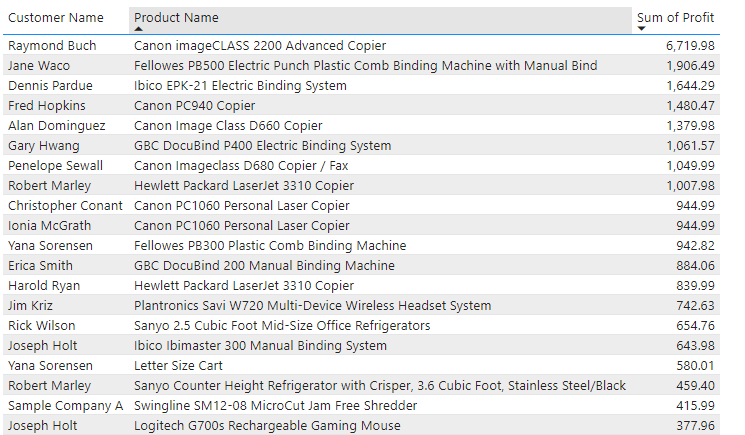 Customer Name Product Name Sum of Profit
Raymond Buch Canon imageCLASS 2200 Advanced Copier 6,719.98
Jane Waco Fellowes PB500 Electric Punch Plastic Comb Binding Machine with Manual Bind 1,906.49
Dennis Pardue Ibico EPK-21 Electric Binding System 1,644.29
Fred Hopkins Canon PC940 Copier 1,480.47
Alan Dominguez Canon Image Class D660 Copier 1,379.98
Gary Hwang GBC DocuBind P400 Electric Binding System 1,061.57
Penelope Sewall Canon Imageclass D680 Copier / Fax 1,049.99
Robert Marley Hewlett Packard LaserJet 3310 Copier 1,007.98
Christopher Conant Canon PC1060 Personal Laser Copier 944.99
Ionia McGrath Canon PC1060 Personal Laser Copier 944.99
Yana Sorensen Fellowes PB300 Plastic Comb Binding Machine 942.82
Erica Smith GBC DocuBind 200 Manual Binding Machine 884.06
Harold Ryan Hewlett Packard LaserJet 3310 Copier 839.99
Jim Kriz Plantronics Savi W720 Multi-Device Wireless Headset System 742.63
Rick Wilson Sanyo 2.5 Cubic Foot Mid-Size Office Refrigerators 654.76
Joseph Holt Ibico Ibimaster 300 Manual Binding System 643.98
Yana Sorensen Letter Size Cart 580.01
Robert Marley Sanyo Counter Height Refrigerator with Crisper, 3.6 Cubic Foot, Stainless Steel/Black 459.40
Sample Company A Swingline SM12-08 MicroCut Jam Free Shredder 415.99
Joseph Holt Logitech G700s Rechargeable Gaming Mouse 377.96